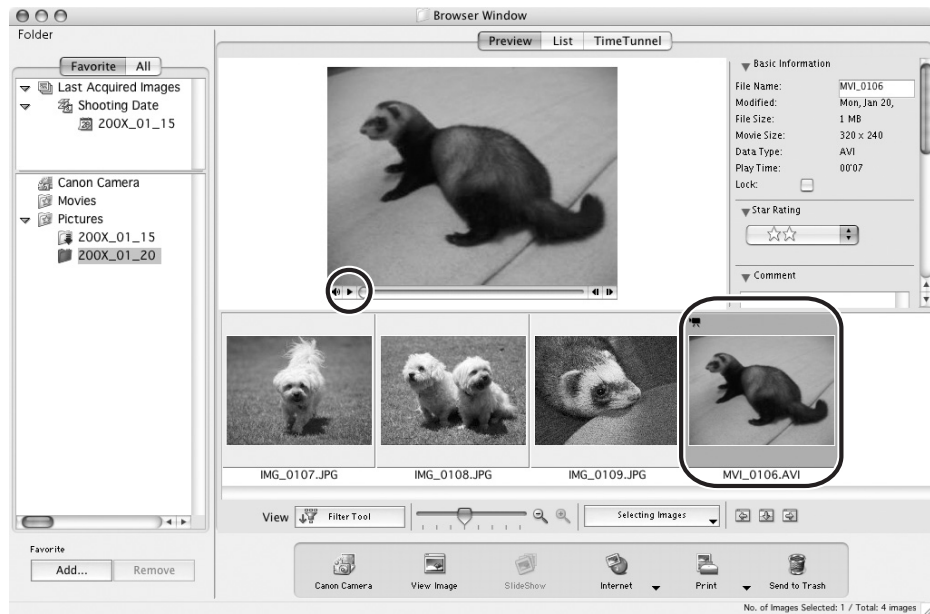 Browser Window
Folder
Preview List TimeTunnel
Favorite All
Last Acquired Images
Shooting Date
200X_01_15
Canon Camera
Movies
Pictures
200X_01_15
200X_01_20
Basic Information
File Name: MVI_0106
Modified: Mon, Jan 20,
File Size: 1 MB
Movie Size: 320 x 240
Data Type: AVI
Play Time: 00'07
Lock:
Star Rating
Comment
IMG_0107.JPG IMG_0108.JPG IMG_0109.JPG MVI_0106.AVI
View Filter Tool Selecting Images
Favorite
Add... Remove
Canon Camera View Image SlideShow Internet Print Send to Trash
No. of Images Selected: 1 / Total: 4 images